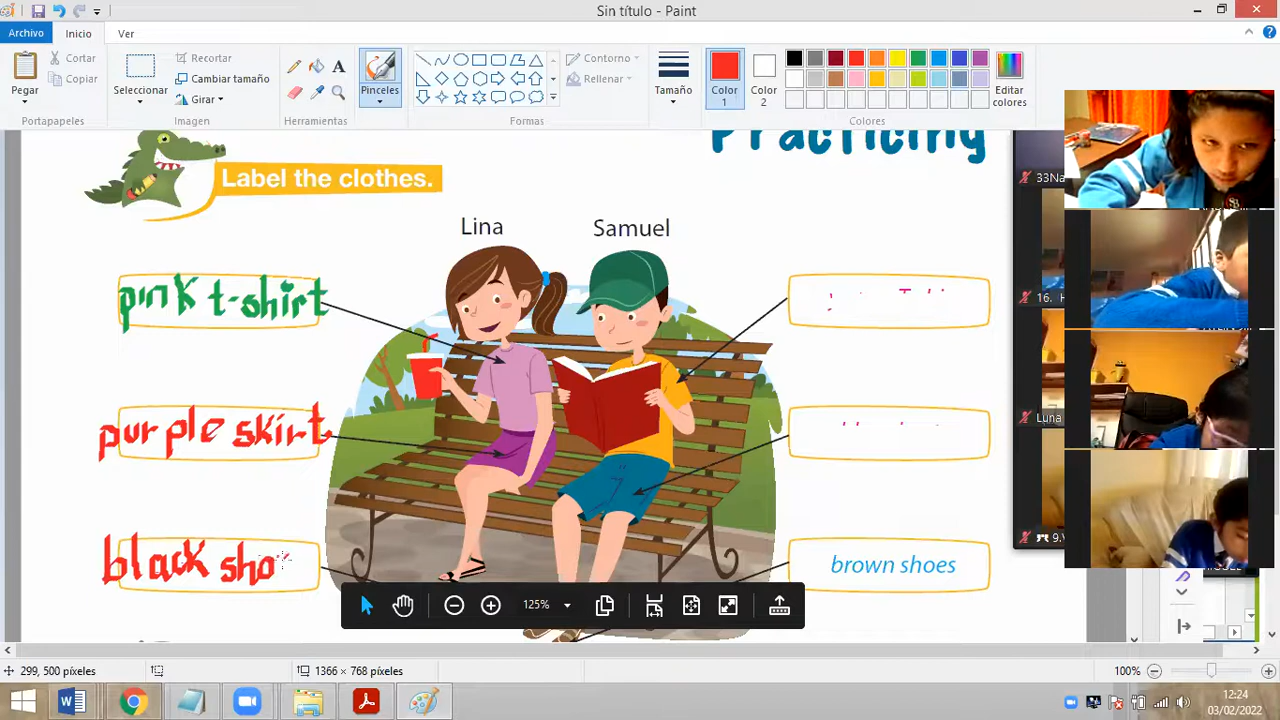 Sin título - Paint
Archivo
Inicio
Ver
Pegar
Cortar
Copiar
Portapapeles
Seleccionar
Recortar
Cambiar tamaño
Girar
Imagen
Herramientas
Pinceles
Formas
Contorno
Rellenar
Tamaño
Color 1
Color 2
Colores
Editar colores
Practicing
Label the clothes.
Lina
Samuel
pink t-shirt
purple skirt
black sho
brown shoes
33Na
16. H
Luna
9.V
125%
299, 500 píxeles
1366 × 768 píxeles
100%
12:24
03/02/2022